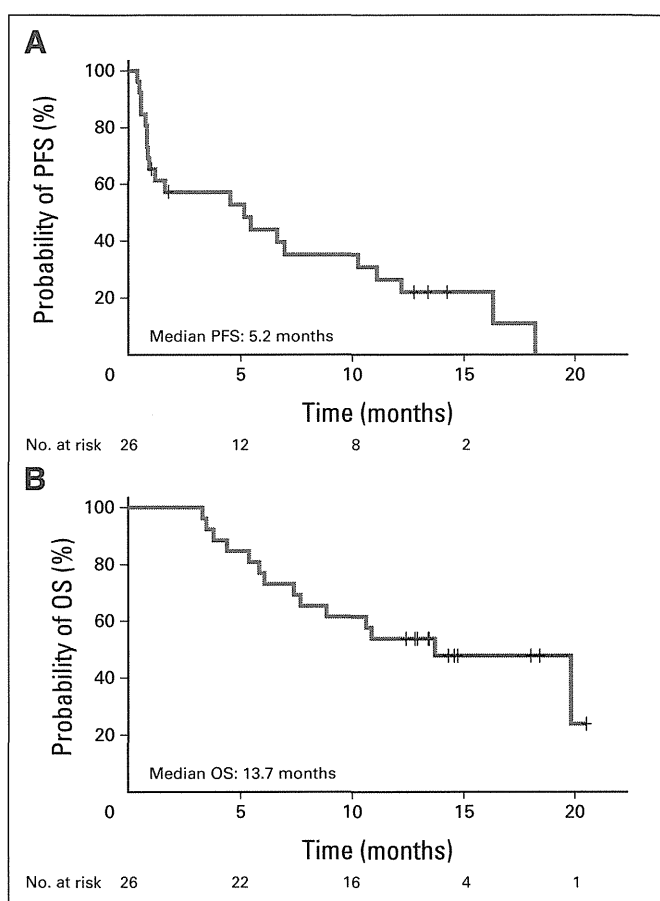 A
100
80
60
40
20
Probability of PFS (%)
Median PFS: 5.2 months
0 5 10 15 20
Time (months)
No. at risk 26 12 8 2
B
100
80
60
40
20
Probability of OS (%)
Median OS: 13.7 months
0 5 10 15 20
Time (months)
No. at risk 26 22 16 4 1